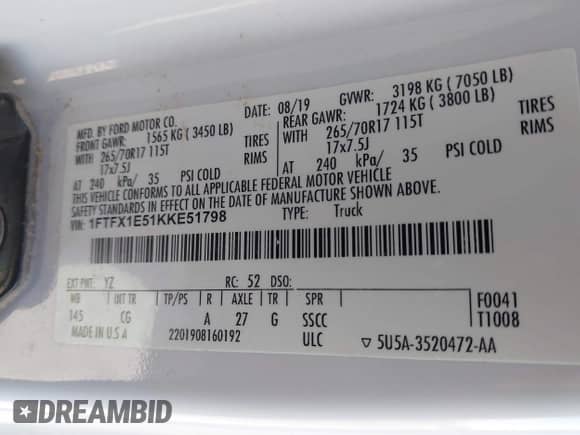 MFD. BY FORD MOTOR CO.
DATE: 08/19
GVWR: 3198 KG ( 7050 LB)
FRONT GAWR: 1565 KG ( 3450 LB)
REAR GAWR: 1724 KG ( 3800 LB)
WITH 265/70R17 115T TIRES
WITH 265/70R17 115T TIRES
17x7.5J RIMS
17x7.5J RIMS
AT 240 kPa/ 35 PSI COLD
AT 240 kPa/ 35 PSI COLD
THIS VEHICLE CONFORMS TO ALL APPLICABLE FEDERAL MOTOR VEHICLE
SAFETY STANDARDS IN EFFECT ON THE DATE OF MANUFACTURE SHOWN ABOVE.
VIN: 1FTFX1E51KKE51798
TYPE: Truck
EXT PNT: YZ RC: 52 DSO:
WB INT TR TP/PS R AXLE TR SPR F0041
145 CG A 27 G SSCC T1008
MADE IN U.S.A 2201908160192 ULC ▽ 5U5A-3520472-AA
DREAMBID